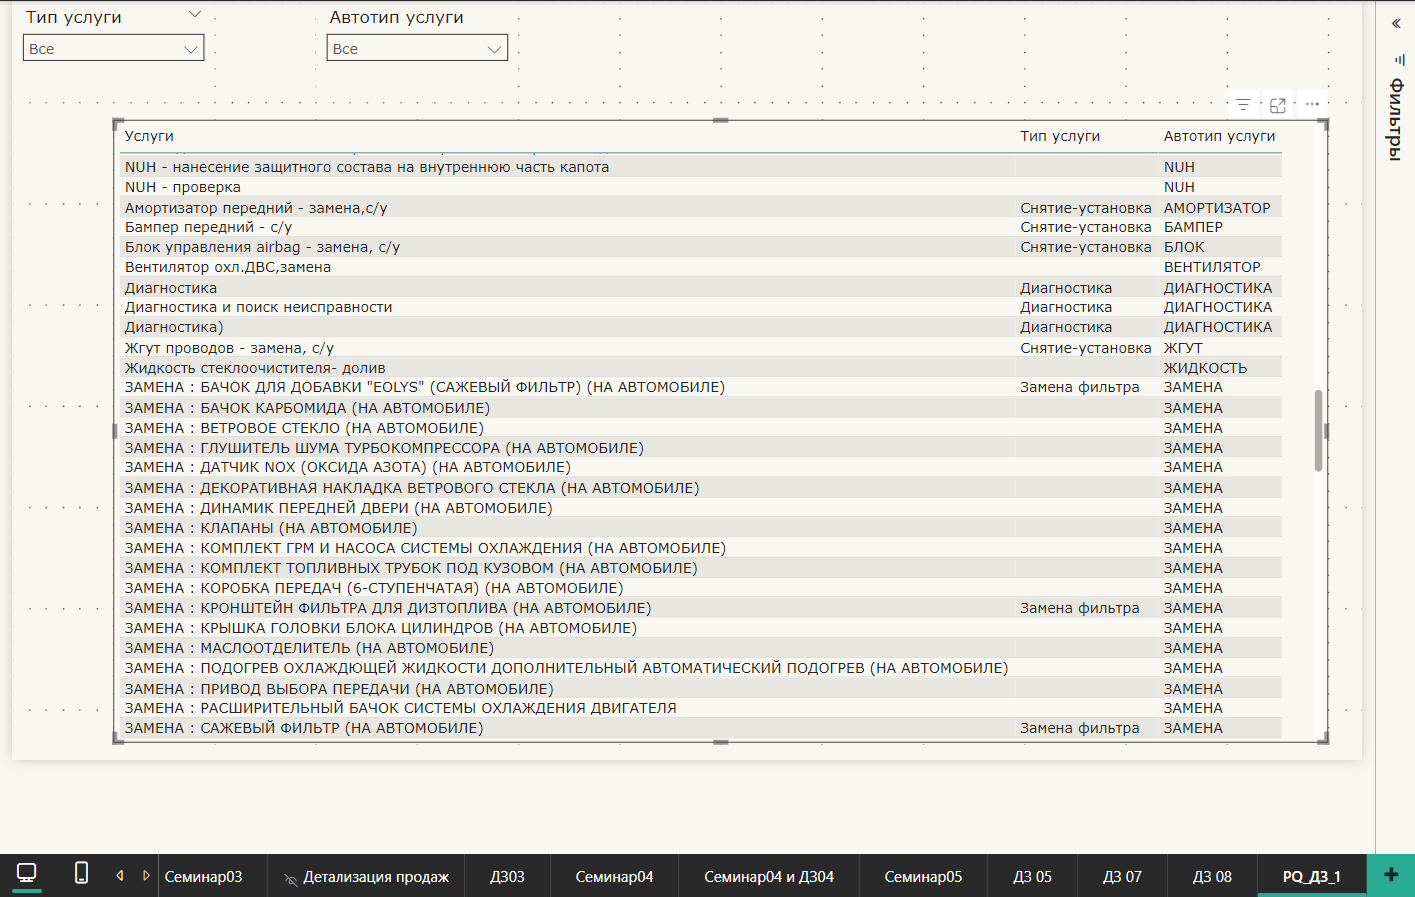 Тип услуги
Все
Автотип услуги
Все
Фильтры
Услуги Тип услуги Автотип услуги
NUH - нанесение защитного состава на внутреннюю часть капота NUH
NUH - проверка NUH
Амортизатор передний - замена,с/у Снятие-установка АМОРТИЗАТОР
Бампер передний - с/у Снятие-установка БАМПЕР
Блок управления airbag - замена, с/у Снятие-установка БЛОК
Вентилятор охл.ДВС,замена ВЕНТИЛЯТОР
Диагностика Диагностика ДИАГНОСТИКА
Диагностика и поиск неисправности Диагностика ДИАГНОСТИКА
Диагностика) Диагностика ДИАГНОСТИКА
Жгут проводов - замена, с/у Снятие-установка ЖГУТ
Жидкость стеклоочистителя- долив ЖИДКОСТЬ
ЗАМЕНА : БАЧОК ДЛЯ ДОБАВКИ "EOLYS" (САЖЕВЫЙ ФИЛЬТР) (НА АВТОМОБИЛЕ) Замена фильтра ЗАМЕНА
ЗАМЕНА : БАЧОК КАРБОМИДА (НА АВТОМОБИЛЕ) ЗАМЕНА
ЗАМЕНА : ВЕТРОВОЕ СТЕКЛО (НА АВТОМОБИЛЕ) ЗАМЕНА
ЗАМЕНА : ГЛУШИТЕЛЬ ШУМА ТУРБОКОМПРЕССОРА (НА АВТОМОБИЛЕ) ЗАМЕНА
ЗАМЕНА : ДАТЧИК NOX (ОКСИДА АЗОТА) (НА АВТОМОБИЛЕ) ЗАМЕНА
ЗАМЕНА : ДЕКОРАТИВНАЯ НАКЛАДКА ВЕТРОВОГО СТЕКЛА (НА АВТОМОБИЛЕ) ЗАМЕНА
ЗАМЕНА : ДИНАМИК ПЕРЕДНЕЙ ДВЕРИ (НА АВТОМОБИЛЕ) ЗАМЕНА
ЗАМЕНА : КЛАПАНЫ (НА АВТОМОБИЛЕ) ЗАМЕНА
ЗАМЕНА : КОМПЛЕКТ ГРМ И НАСОСА СИСТЕМЫ ОХЛАЖДЕНИЯ (НА АВТОМОБИЛЕ) ЗАМЕНА
ЗАМЕНА : КОМПЛЕКТ ТОПЛИВНЫХ ТРУБОК ПОД КУЗОВОМ (НА АВТОМОБИЛЕ) ЗАМЕНА
ЗАМЕНА : КОРОБКА ПЕРЕДАЧ (6-СТУПЕНЧАТАЯ) (НА АВТОМОБИЛЕ) ЗАМЕНА
ЗАМЕНА : КРОНШТЕЙН ФИЛЬТРА ДЛЯ ДИЗТОПЛИВА (НА АВТОМОБИЛЕ) Замена фильтра ЗАМЕНА
ЗАМЕНА : КРЫШКА ГОЛОВКИ БЛОКА ЦИЛИНДРОВ (НА АВТОМОБИЛЕ) ЗАМЕНА
ЗАМЕНА : МАСЛООТДЕЛИТЕЛЬ (НА АВТОМОБИЛЕ) ЗАМЕНА
ЗАМЕНА : ПОДОГРЕВ ОХЛАЖДЮЩЕЙ ЖИДКОСТИ ДОПОЛНИТЕЛЬНЫЙ АВТОМАТИЧЕСКИЙ ПОДОГРЕВ (НА АВТОМОБИЛЕ) ЗАМЕНА
ЗАМЕНА : ПРИВОД ВЫБОРА ПЕРЕДАЧИ (НА АВТОМОБИЛЕ) ЗАМЕНА
ЗАМЕНА : РАСШИРИТЕЛЬНЫЙ БАЧОК СИСТЕМЫ ОХЛАЖДЕНИЯ ДВИГАТЕЛЯ ЗАМЕНА
ЗАМЕНА : САЖЕВЫЙ ФИЛЬТР (НА АВТОМОБИЛЕ) Замена фильтра ЗАМЕНА
Семинар03 Детализация продаж ДЗ03 Семинар04 Семинар04 и ДЗ04 Семинар05 ДЗ 05 ДЗ 07 ДЗ 08 PQ_ДЗ_1